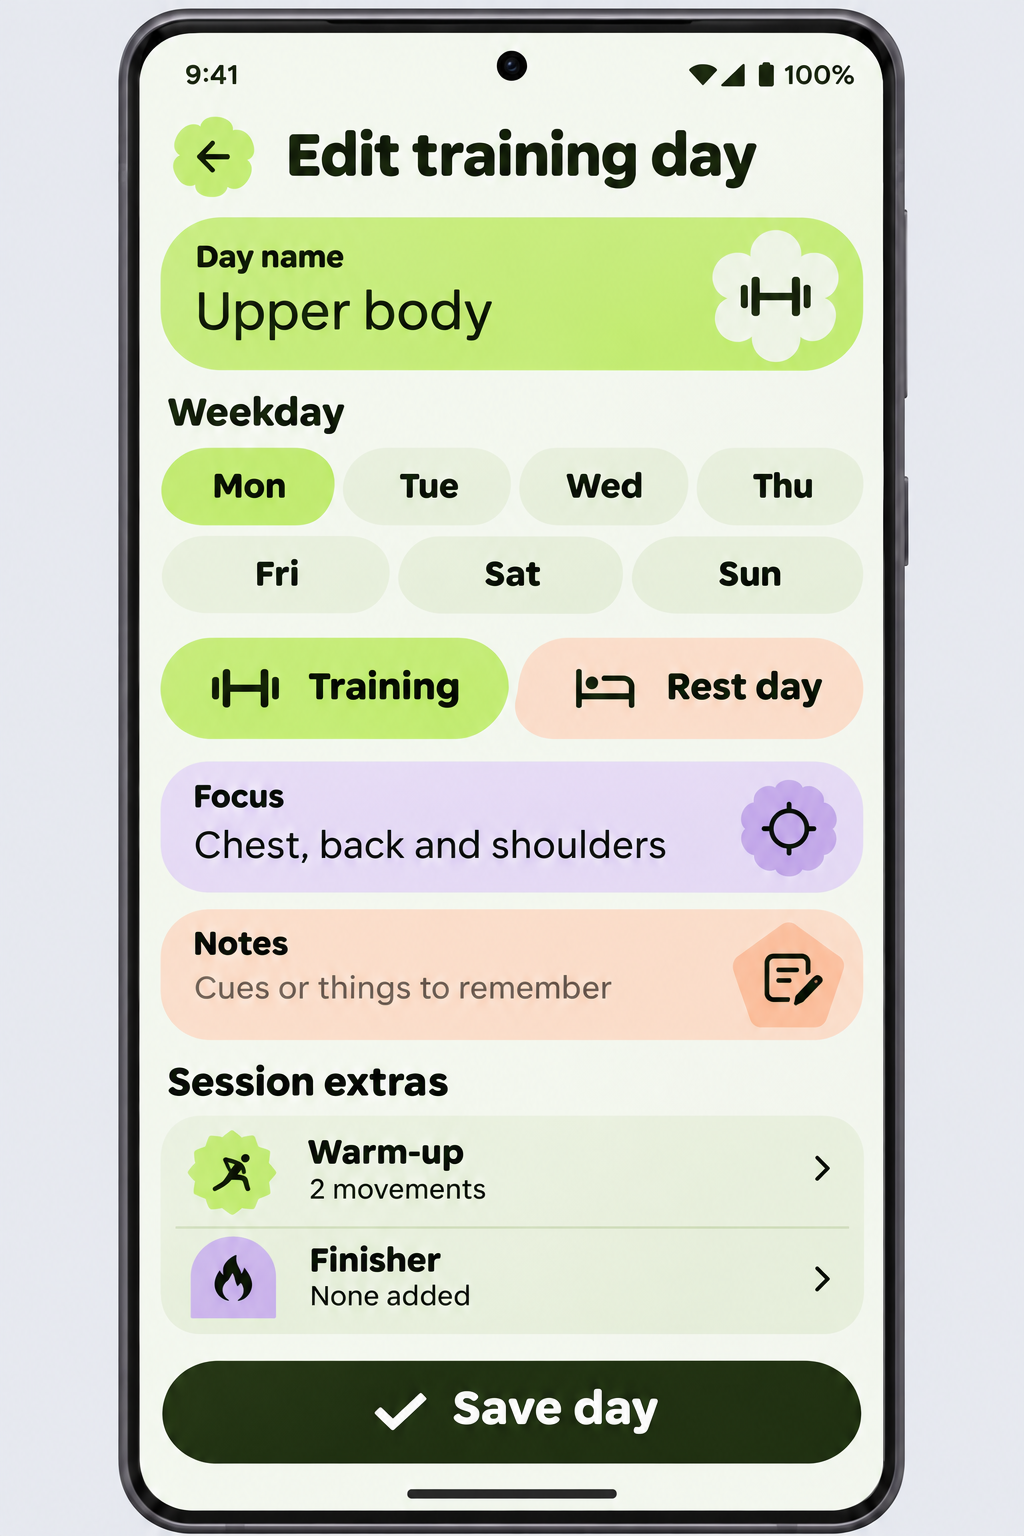 9:41
100%
Edit training day
Day name
Upper body
Weekday
Mon Tue Wed Thu
Fri Sat Sun
Training Rest day
Focus
Chest, back and shoulders
Notes
Cues or things to remember
Session extras
Warm-up
2 movements
Finisher
None added
Save day